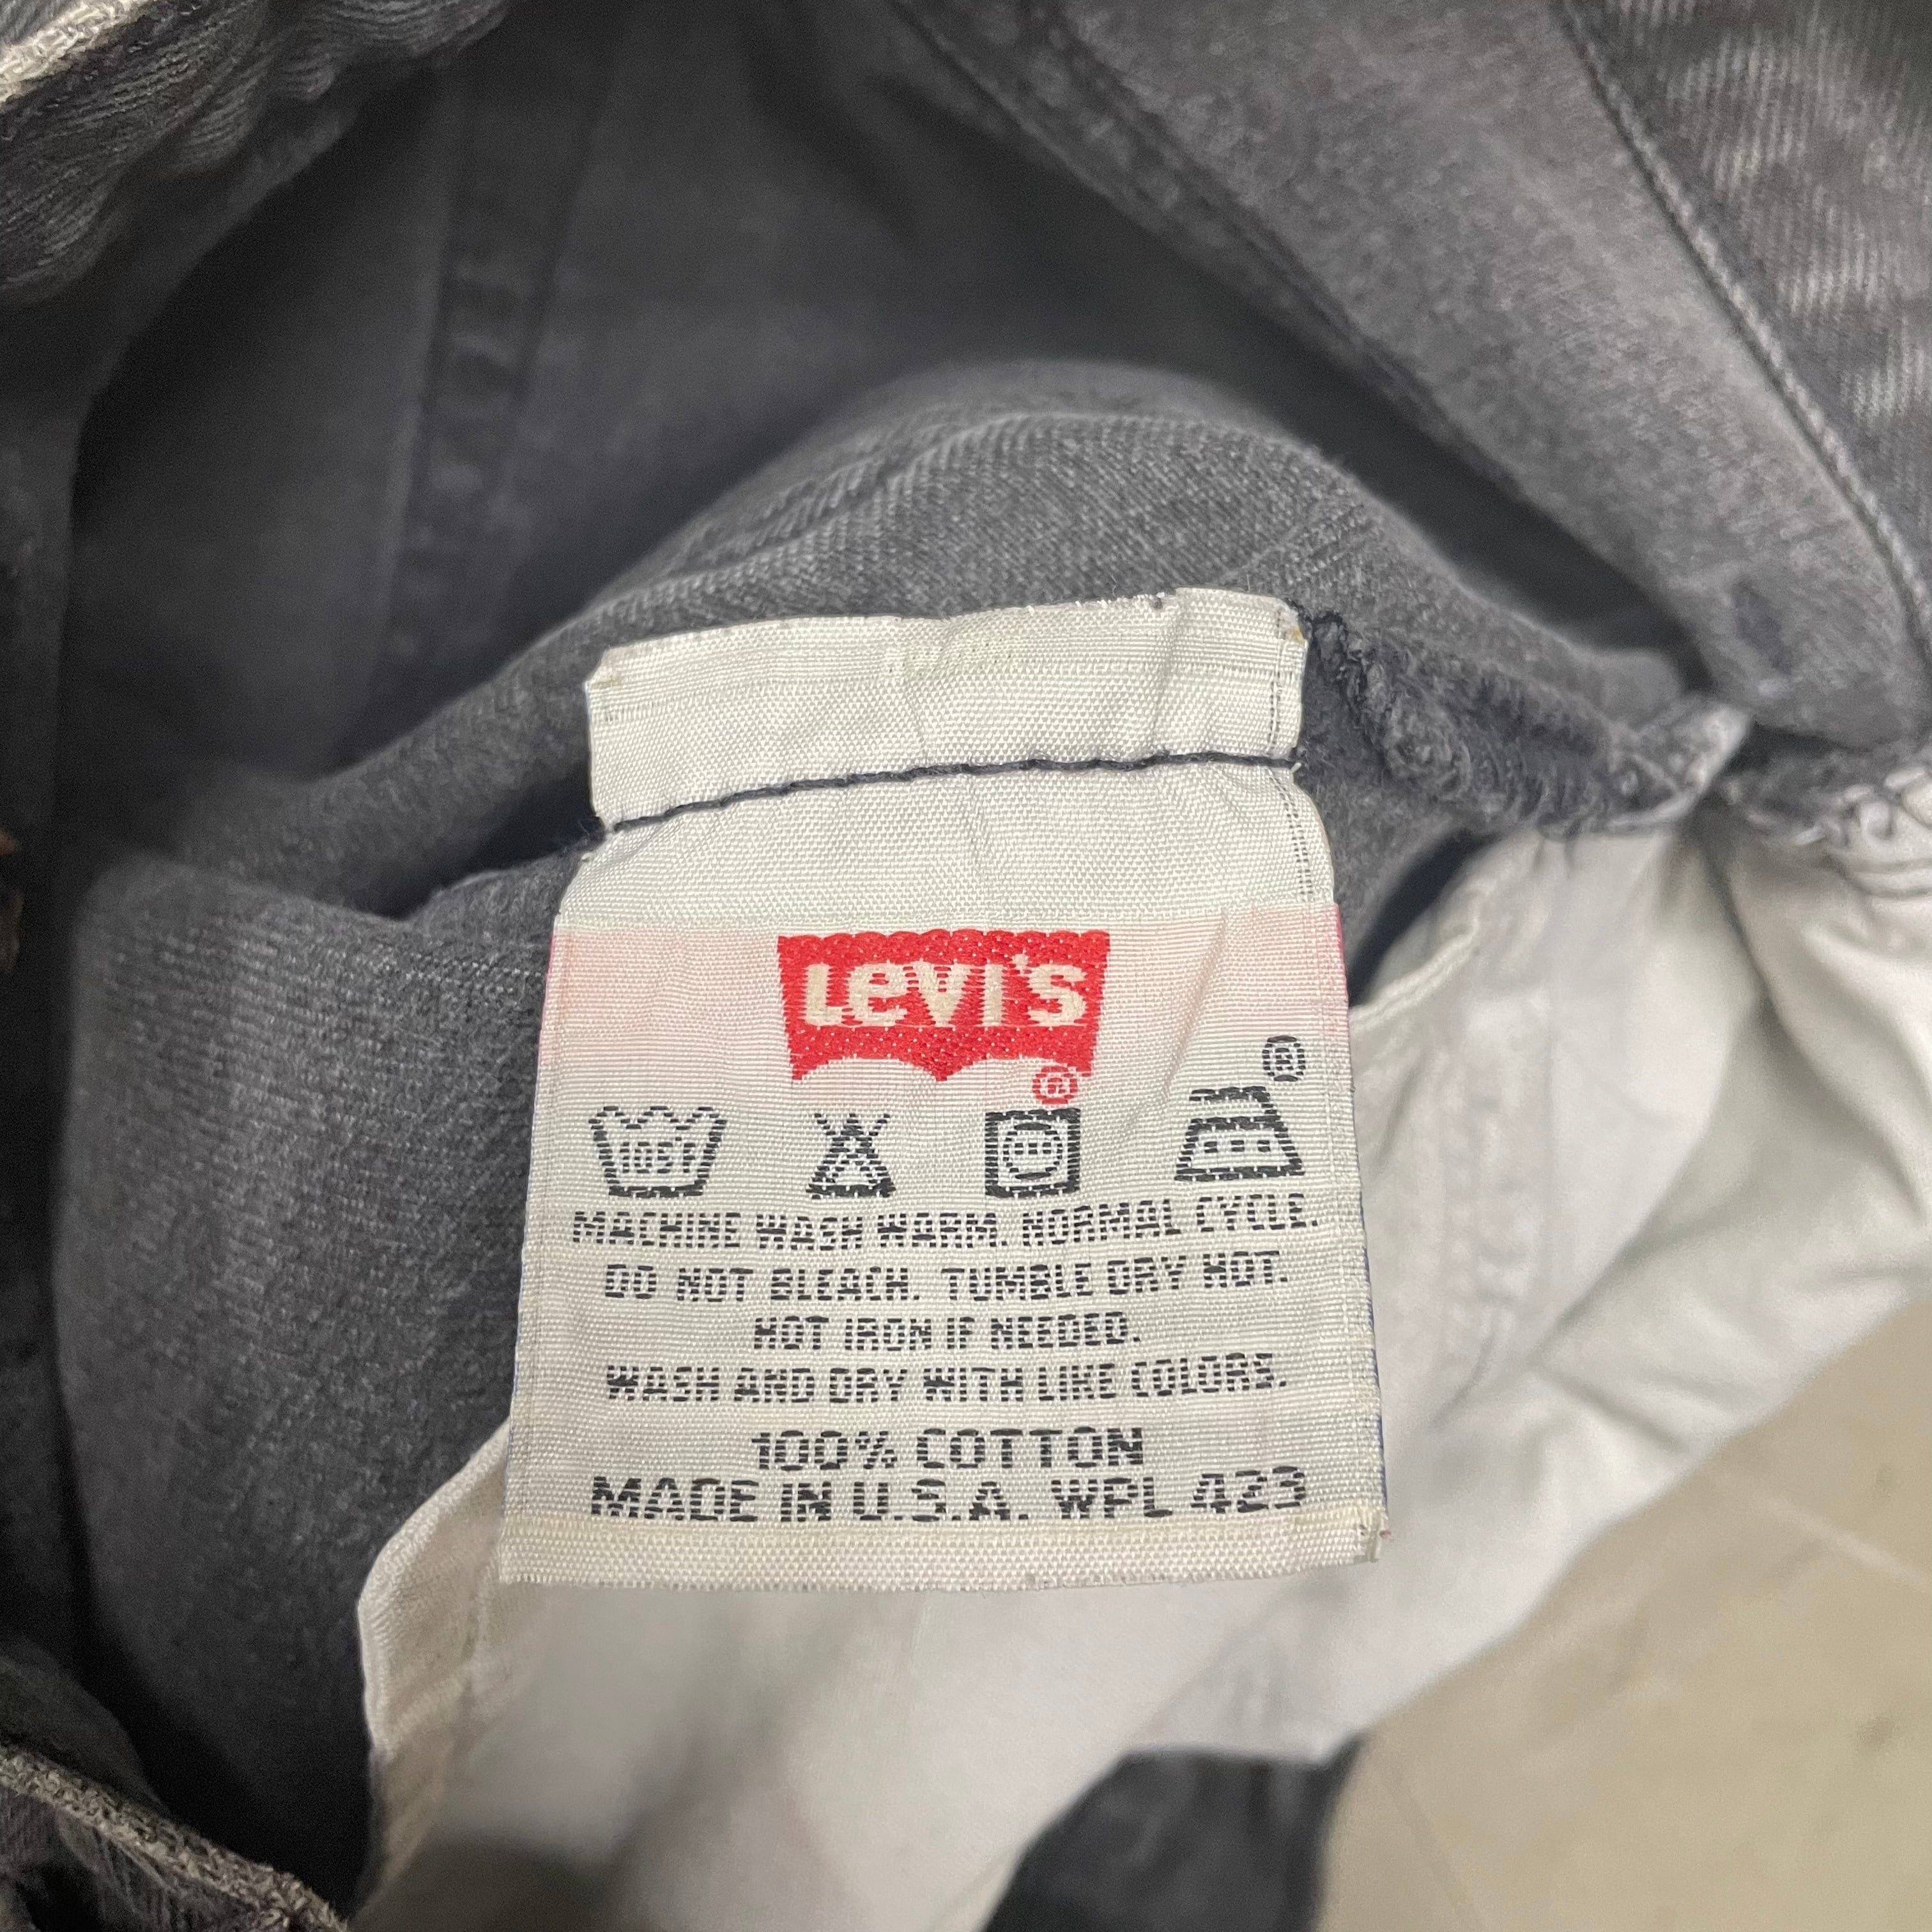 LEVI'S
®
®
105°F
MACHINE WASH WARM. NORMAL CYCLE.
DO NOT BLEACH. TUMBLE DRY HOT.
HOT IRON IF NEEDED.
WASH AND DRY WITH LIKE COLORS.
100% COTTON
MADE IN U.S.A. WPL 423